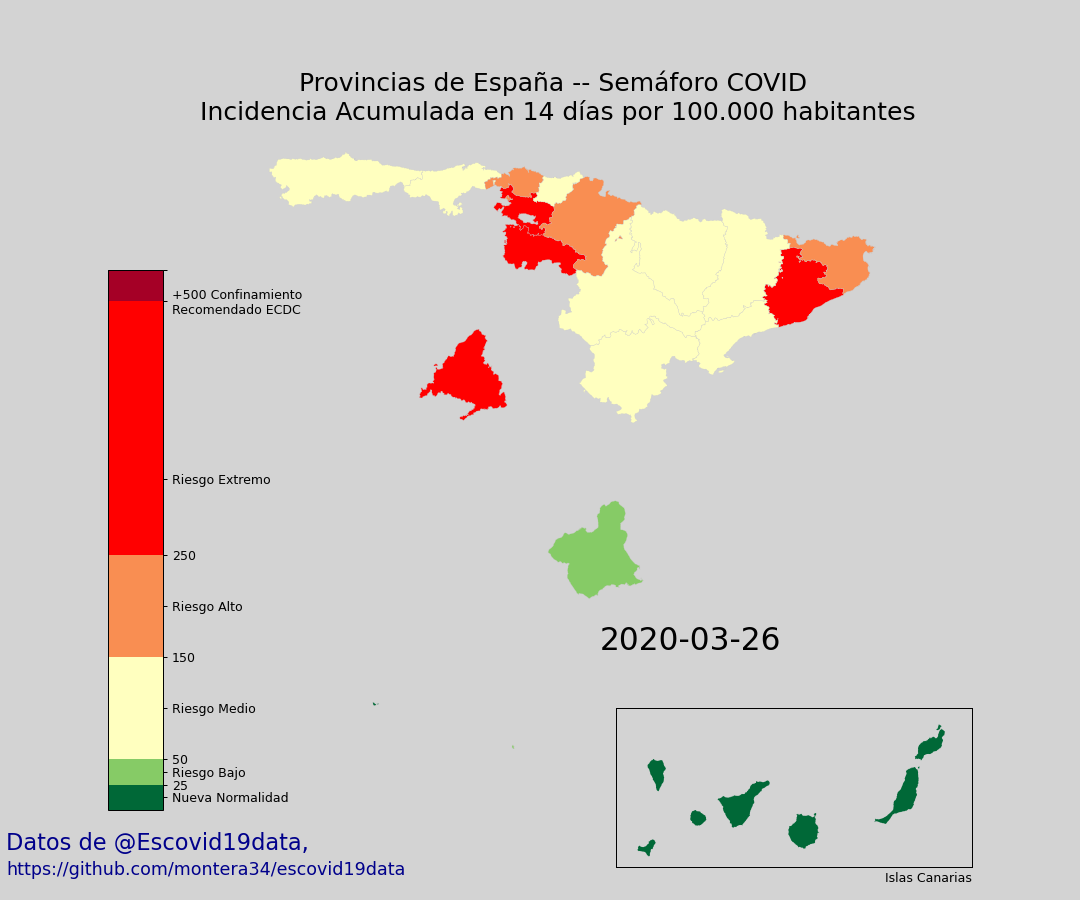 Provincias de España -- Semáforo COVID
Incidencia Acumulada en 14 días por 100.000 habitantes
+500 Confinamiento
Recomendado ECDC
Riesgo Extremo
250
Riesgo Alto
150
Riesgo Medio
50
Riesgo Bajo
25
Nueva Normalidad
2020-03-26
Islas Canarias
Datos de @Escovid19data,
https://github.com/montera34/escovid19data